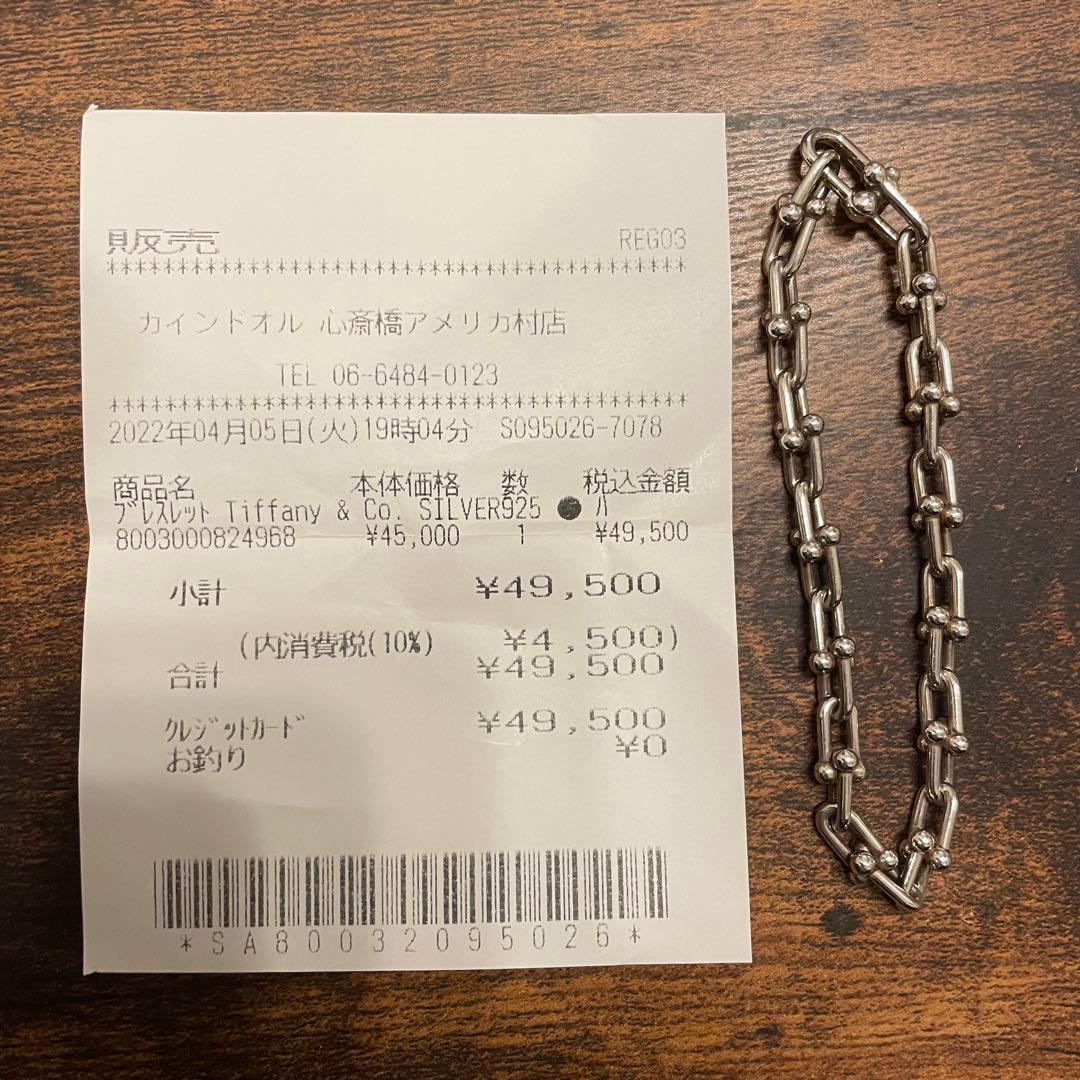 販売 REG03
*****************************************
カインドオル 心斎橋アメリカ村店
TEL 06-6484-0123
*****************************************
2022年04月05日(火)19時04分 S095026-7078
商品名 本体価格 数 税込金額
ﾌﾞﾚｽﾚｯﾄ Tiffany & Co. SILVER925 ● ﾊ
8003000824968 ¥45,000 1 ¥49,500
小計 ¥49,500
(内消費税(10%) ¥4,500)
合計 ¥49,500
ｸﾚｼﾞｯﾄｶｰﾄﾞ ¥49,500
お釣り ¥0
*SA80032095026*